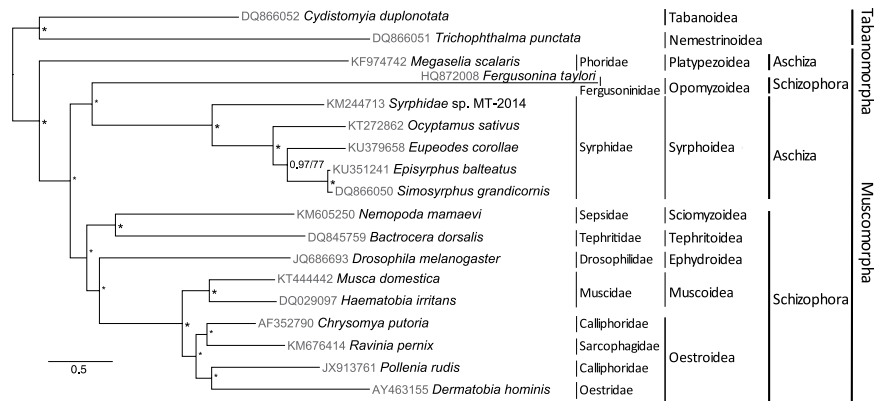 DQ866052 Cydistomyia duplonotata Tabanoidea
DQ866051 Trichophthalma punctata Nemestrinoidea
Tabanomorpha
KF974742 Megaselia scalaris Phoridae Platypezoidea Aschiza
HQ872008 Fergusonina taylori Fergusoninidae Opomyzoidea Schizophora
KM244713 Syrphidae sp. MT-2014
KT272862 Ocyptamus sativus
KU379658 Eupeodes corollae Syrphidae Syrphoidea Aschiza
0.97/77
KU351241 Episyrphus balteatus
DQ866050 Simosyrphus grandicornis
Muscomorpha
KM605250 Nemopoda mamaevi Sepsidae Sciomyzoidea
DQ845759 Bactrocera dorsalis Tephritidae Tephritoidea
JQ686693 Drosophila melanogaster Drosophilidae Ephydroidea
KT444442 Musca domestica
Muscidae Muscoidea Schizophora
DQ029097 Haematobia irritans
AF352790 Chrysomya putoria Calliphoridae
KM676414 Ravinia pernix Sarcophagidae
Oestroidea
JX913761 Pollenia rudis Calliphoridae
AY463155 Dermatobia hominis Oestridae
0.5